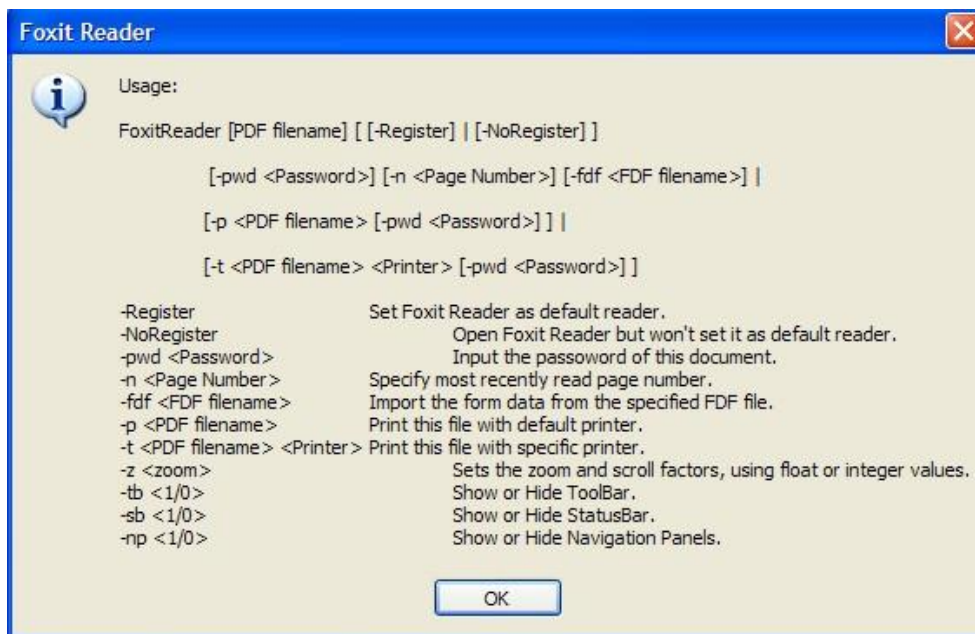 Foxit Reader
Usage:
FoxitReader [PDF filename] [ [-Register] | [-NoRegister] ]
[-pwd <Password>] [-n <Page Number>] [-fdf <FDF filename>] |
[-p <PDF filename> [-pwd <Password>] ] |
[-t <PDF filename> <Printer> [-pwd <Password>] ]
-Register Set Foxit Reader as default reader.
-NoRegister Open Foxit Reader but won't set it as default reader.
-pwd <Password> Input the passoword of this document.
-n <Page Number> Specify most recently read page number.
-fdf <FDF filename> Import the form data from the specified FDF file.
-p <PDF filename> Print this file with default printer.
-t <PDF filename> <Printer> Print this file with specific printer.
-z <zoom> Sets the zoom and scroll factors, using float or integer values.
-tb <1/0> Show or Hide ToolBar.
-sb <1/0> Show or Hide StatusBar.
-np <1/0> Show or Hide Navigation Panels.
OK